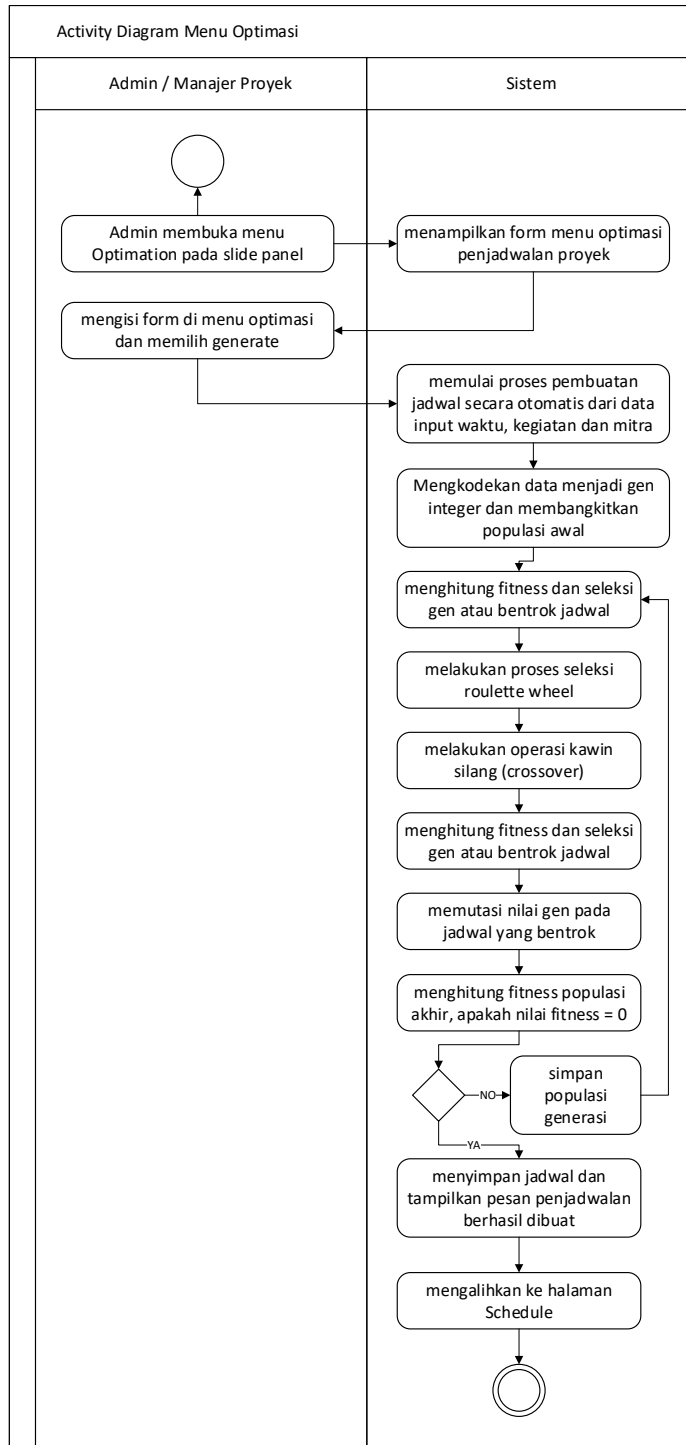 Activity Diagram Menu Optimasi
Admin / Manajer Proyek
Sistem
Admin membuka menu
Optimation pada slide panel
menampilkan form menu optimasi
penjadwalan proyek
mengisi form di menu optimasi
dan memilih generate
memulai proses pembuatan
jadwal secara otomatis dari data
input waktu, kegiatan dan mitra
Mengkodekan data menjadi gen
integer dan membangkitkan
populasi awal
menghitung fitness dan seleksi
gen atau bentrok jadwal
melakukan proses seleksi
roulette wheel
melakukan operasi kawin
silang (crossover)
menghitung fitness dan seleksi
gen atau bentrok jadwal
memutasi nilai gen pada
jadwal yang bentrok
menghitung fitness populasi
akhir, apakah nilai fitness = 0
NO
simpan
populasi
generasi
YA
menyimpan jadwal dan
tampilkan pesan penjadwalan
berhasil dibuat
mengalihkan ke halaman
Schedule